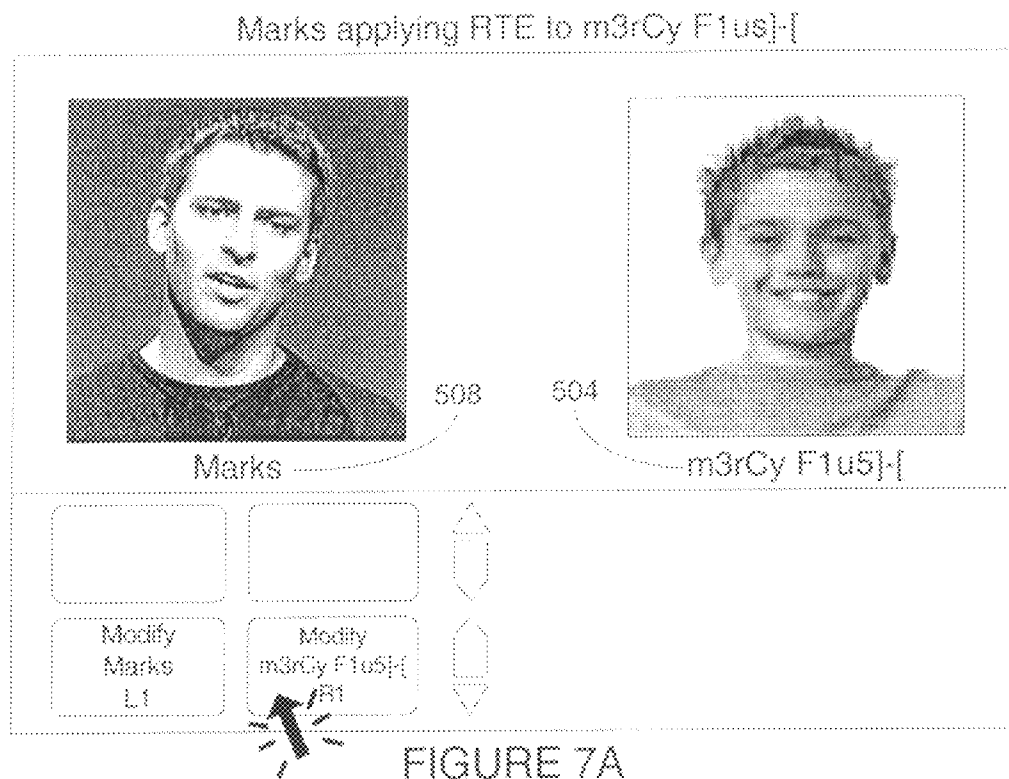 Marks applying RTE to m3rCy F1us]-[
508
504
Marks
m3rCy F1u5]-[
Modify
Marks
L1
Modify
m3rCy F1u5]-[
R1
FIGURE 7A